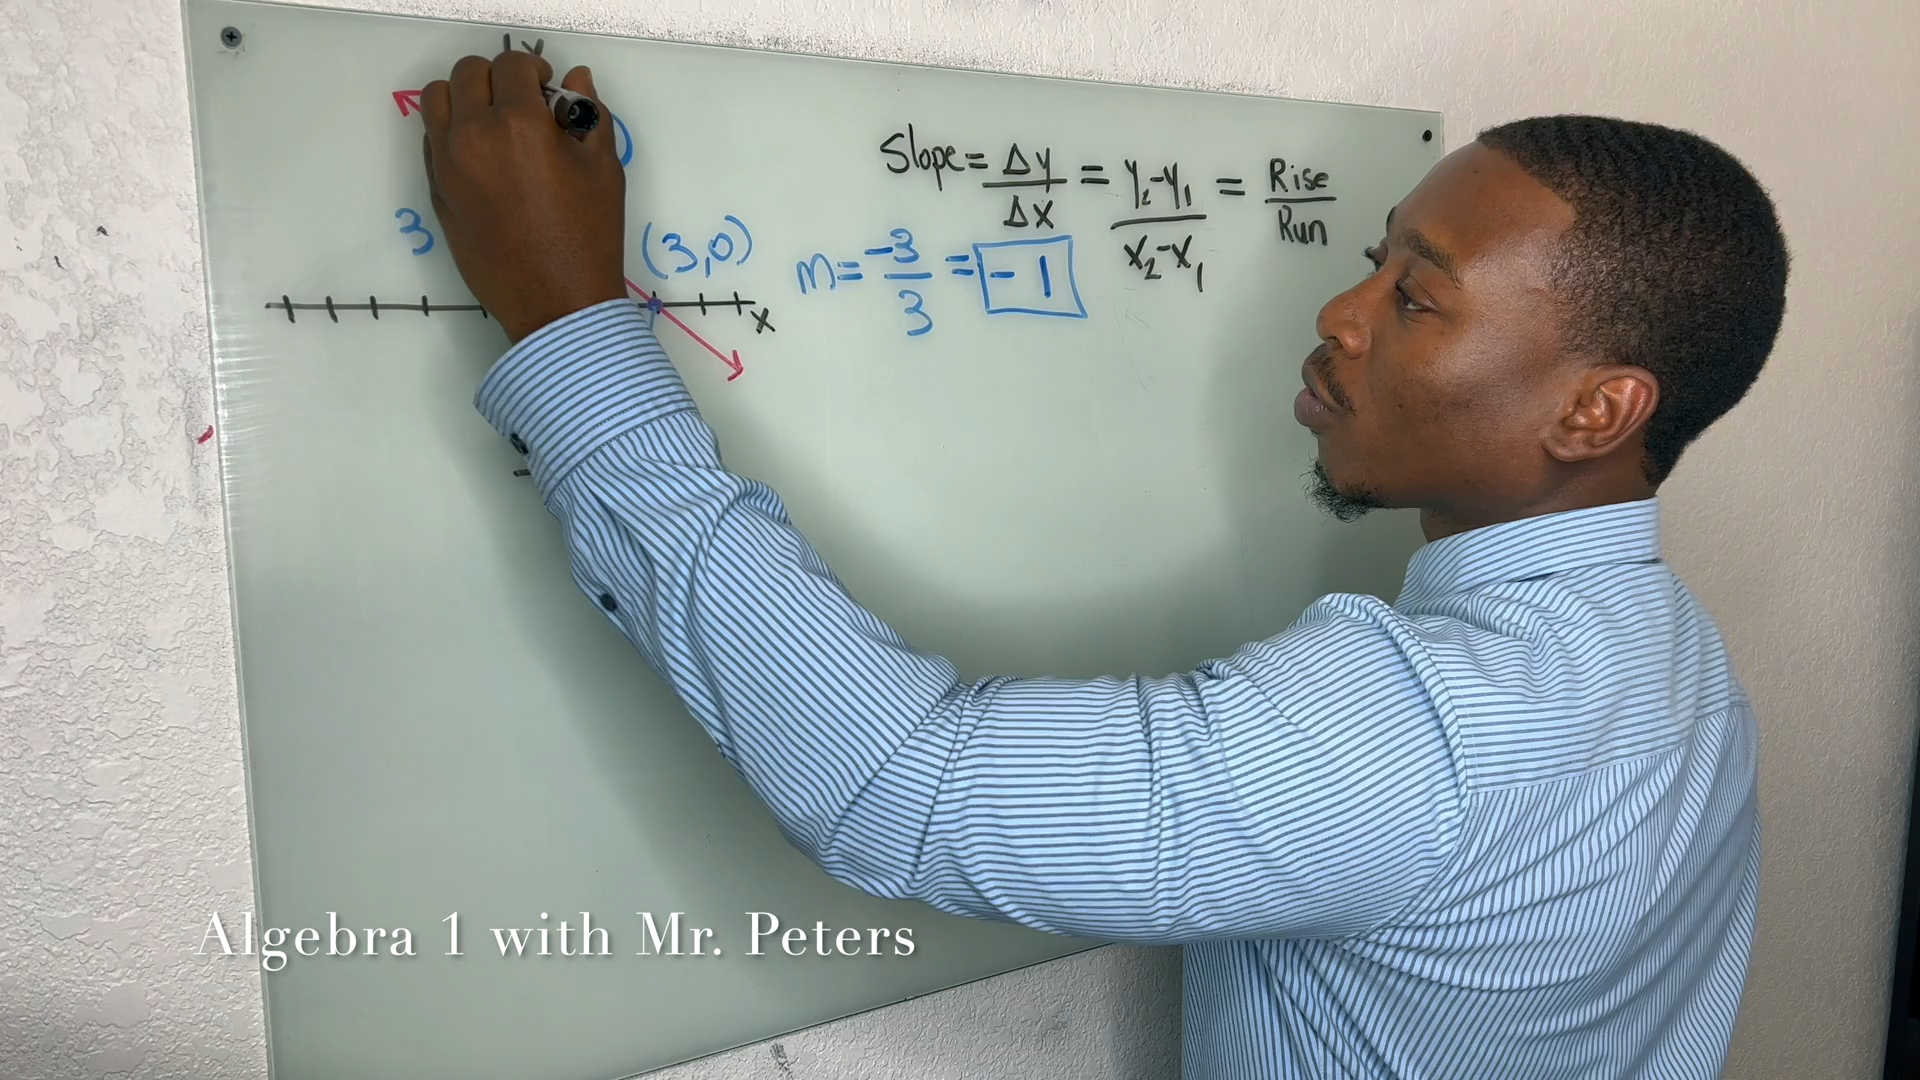 y
Slope = Δy/Δx = y₂-y₁/x₂-x₁ = Rise/Run
3
(3,0)
m = -3/3 = -1
x
Algebra 1 with Mr. Peters